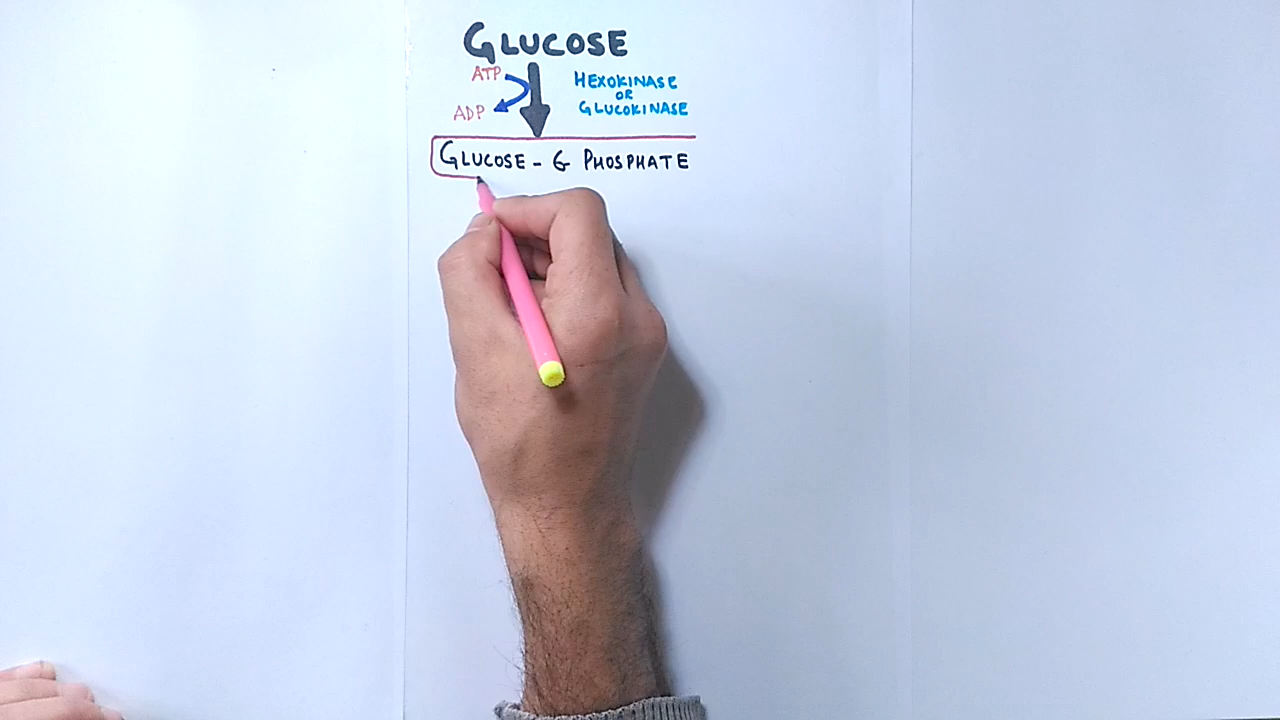 GLUCOSE
ATP
HEXOKINASE
OR
GLUCOKINASE
ADP
GLUCOSE - 6 PHOSPHATE